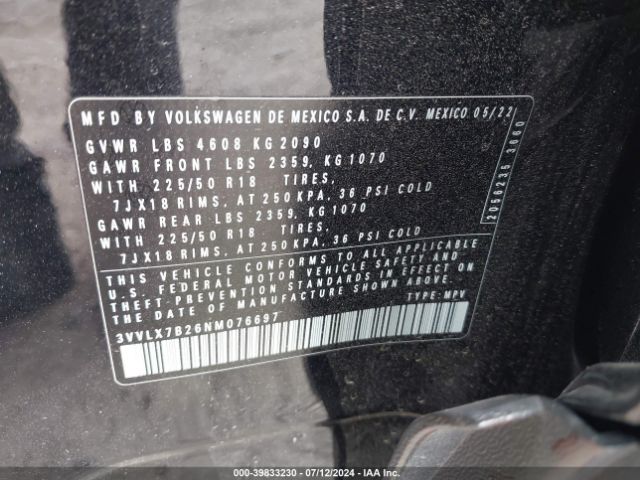 MFD BY VOLKSWAGEN DE MEXICO S.A. DE C.V. MEXICO 05/22
GVWR LBS 4608 KG 2090
GAWR FRONT LBS 2359, KG 1070
WITH 225/50 R18 TIRES,
7JX18 RIMS, AT 250 KPA, 36 PSI COLD
GAWR REAR LBS 2359, KG 1070
WITH 225/50 R18 TIRES,
7JX18 RIMS, AT 250 KPA, 36 PSI COLD
THIS VEHICLE CONFORMS TO ALL APPLICABLE
U.S. FEDERAL MOTOR VEHICLE SAFETY AND
THEFT-PREVENTION STANDARDS IN EFFECT ON
THE DATE OF MANUFACTURE SHOWN ABOVE.
3VVLX7B26NM076697 TYPE: MPV
2056235 3660
000-39833230 - 07/12/2024 - IAA Inc.